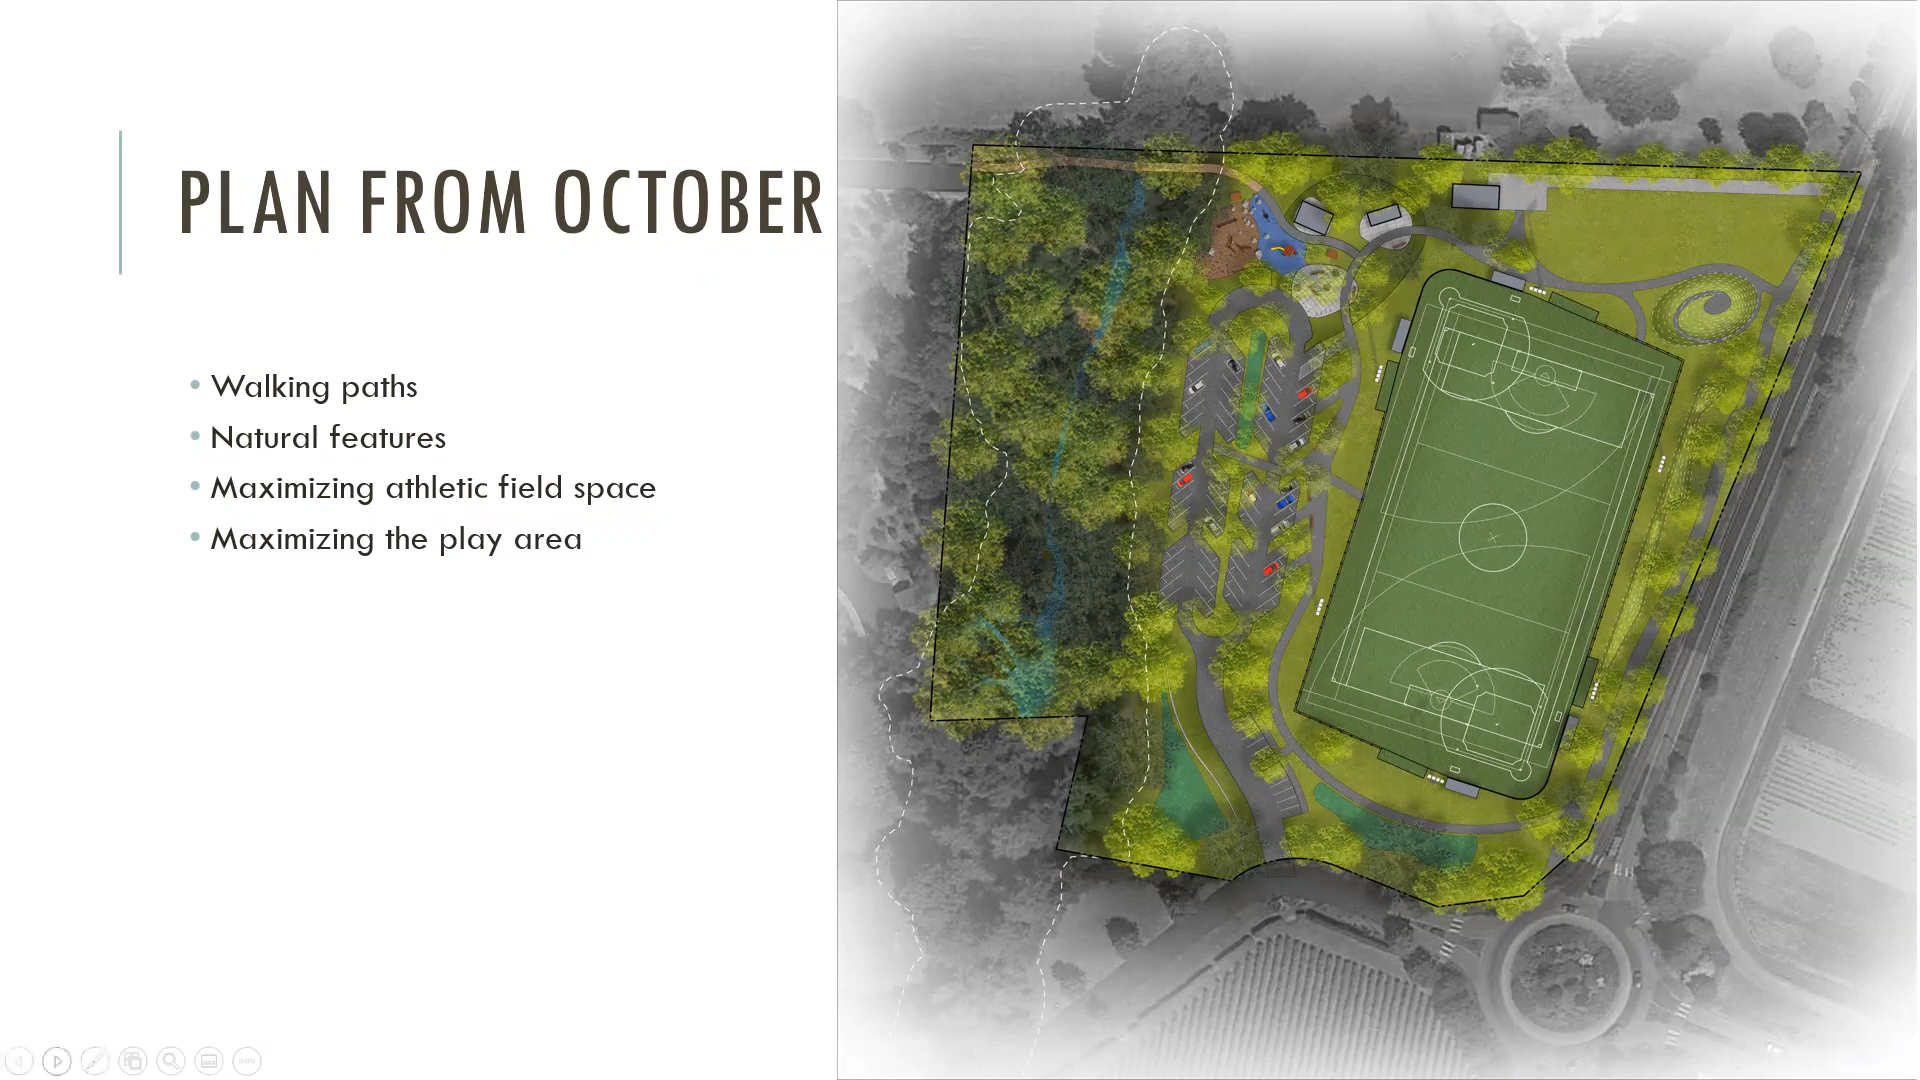 PLAN FROM OCTOBER
• Walking paths
• Natural features
• Maximizing athletic field space
• Maximizing the play area